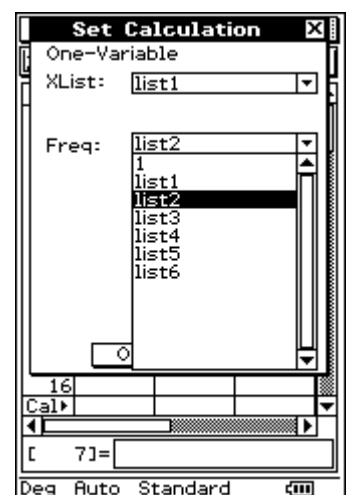 Set Calculation
One-Variable
XList: list1
Freq: list2
1
list1
list2
list3
list4
list5
list6
O
16
Cal
[ 7]=
Deg Auto Standard